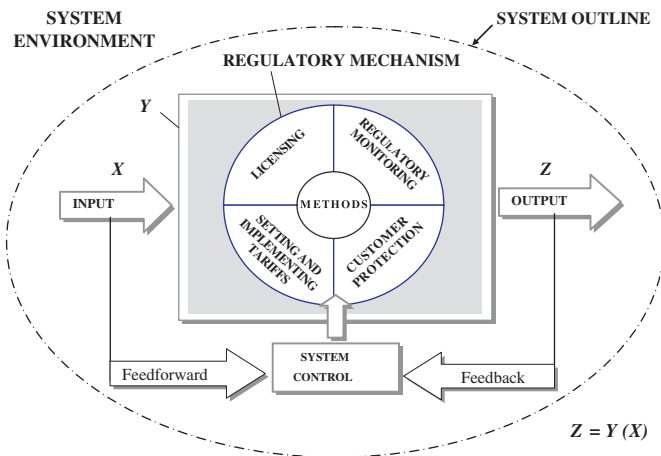 SYSTEM
ENVIRONMENT
SYSTEM OUTLINE
REGULATORY MECHANISM
Y
X
Z
INPUT
OUTPUT
LICENSING
REGULATORY
MONITORING
METHODS
SETTING AND
IMPLEMENTING
TARIFFS
CUSTOMER
PROTECTION
Feedforward
SYSTEM
CONTROL
Feedback
Z = Y (X)